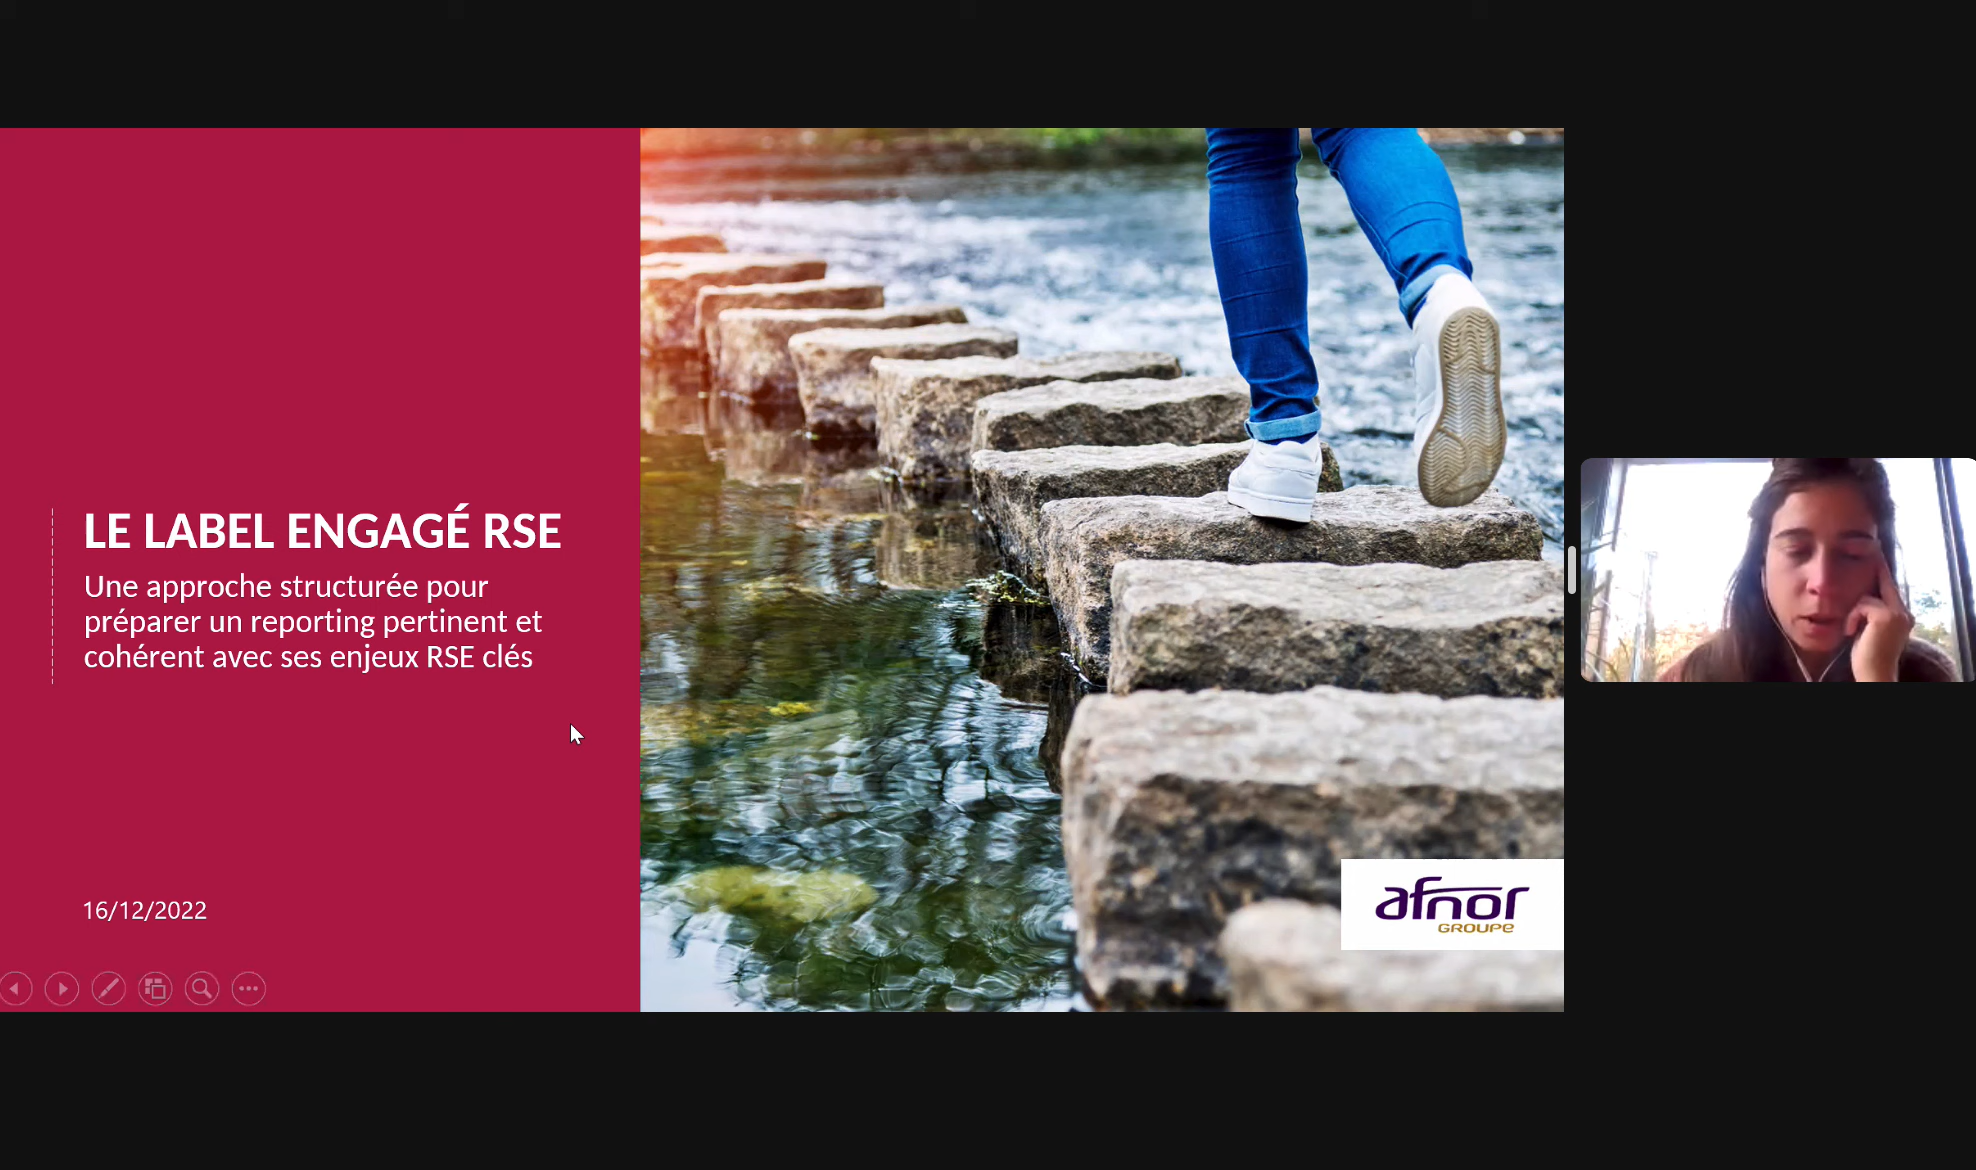 LE LABEL ENGAGÉ RSE
Une approche structurée pour
préparer un reporting pertinent et
cohérent avec ses enjeux RSE clés
16/12/2022
afnor
GROUPE